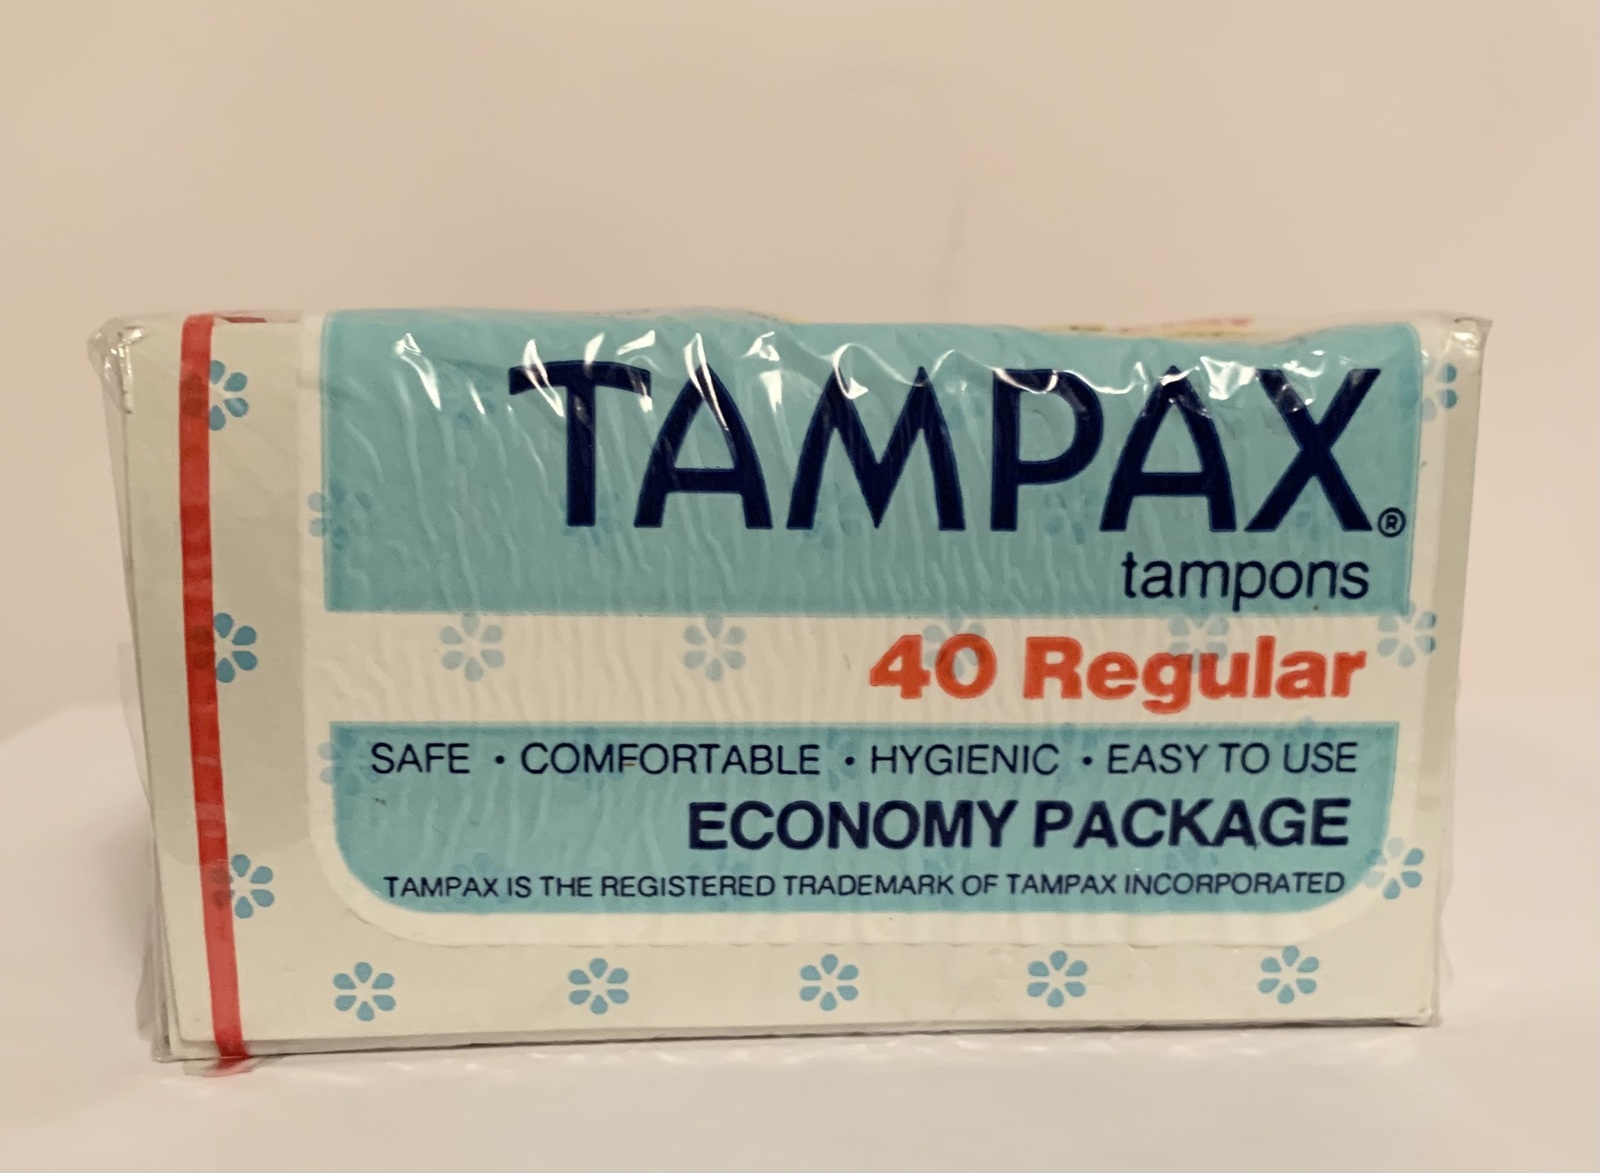 TAMPAX®
tampons
40 Regular
SAFE • COMFORTABLE • HYGIENIC • EASY TO USE
ECONOMY PACKAGE
TAMPAX IS THE REGISTERED TRADEMARK OF TAMPAX INCORPORATED